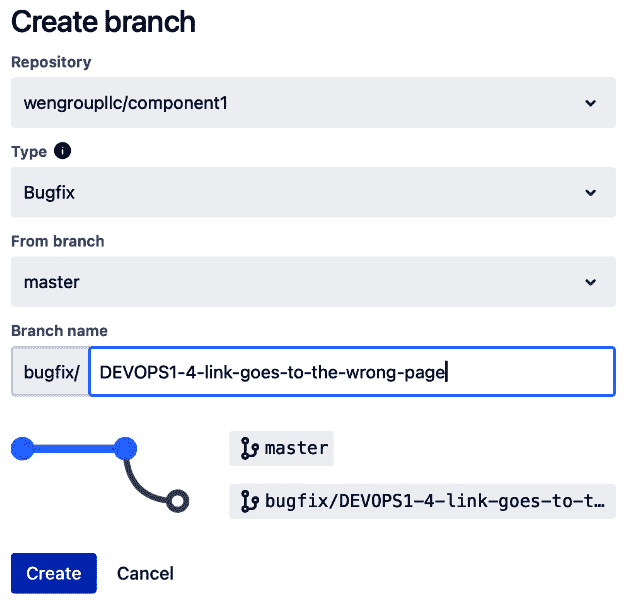 Create branch
Repository
wengroupllc/component1
Type
Bugfix
From branch
master
Branch name
bugfix/ DEVOPS1-4-link-goes-to-the-wrong-page
master
bugfix/DEVOPS1-4-link-goes-to-t…
Create Cancel